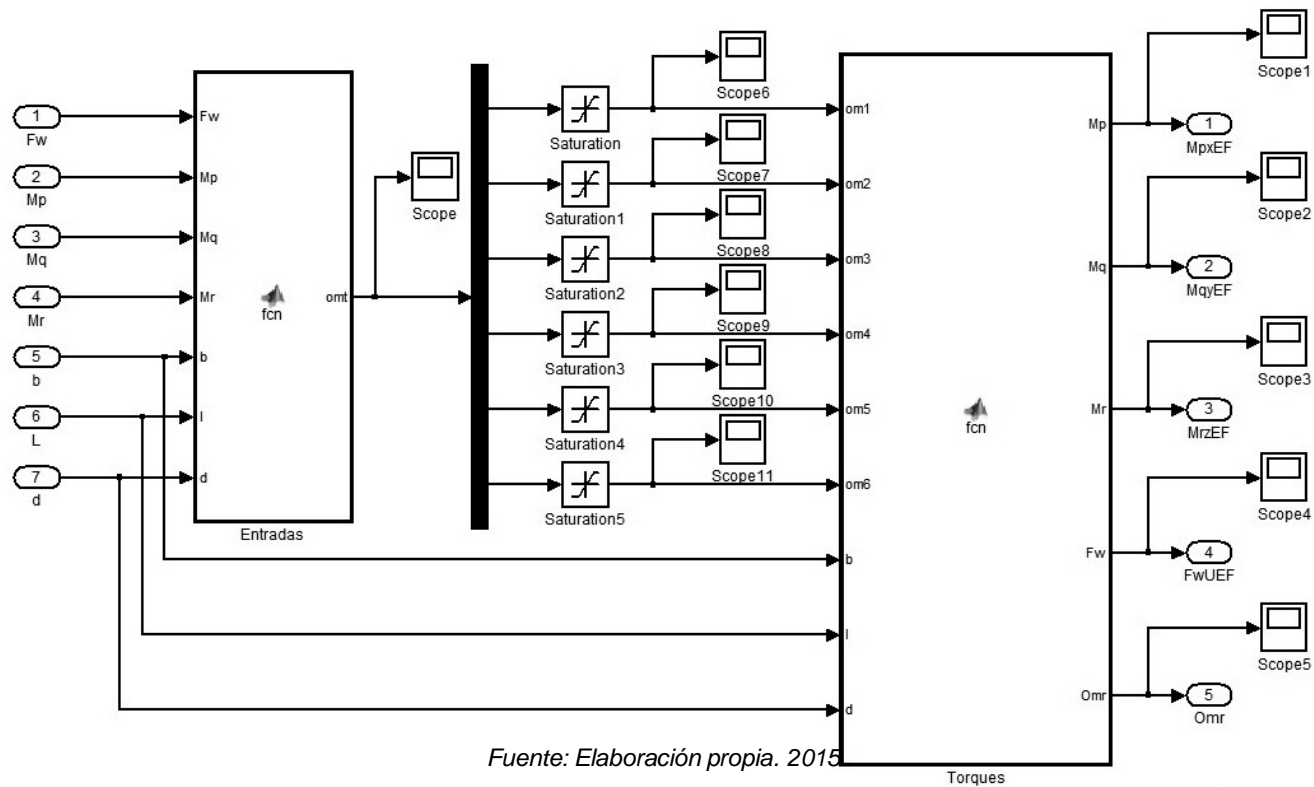 1
Fw
2
Mp
3
Mq
4
Mr
5
b
6
L
7
d
Fw
Mp
Mq
Mr
b
l
d
fcn
omt
Entradas
Scope
Saturation
Saturation1
Saturation2
Saturation3
Saturation4
Saturation5
Scope6
Scope7
Scope8
Scope9
Scope10
Scope11
om1
om2
om3
om4
om5
om6
b
l
d
fcn
Mp
Mq
Mr
Fw
Omr
Torques
Scope1
1
MpxEF
Scope2
2
MqyEF
Scope3
3
MrzEF
Scope4
4
FwUEF
Scope5
5
Omr
Fuente: Elaboración propia. 2015